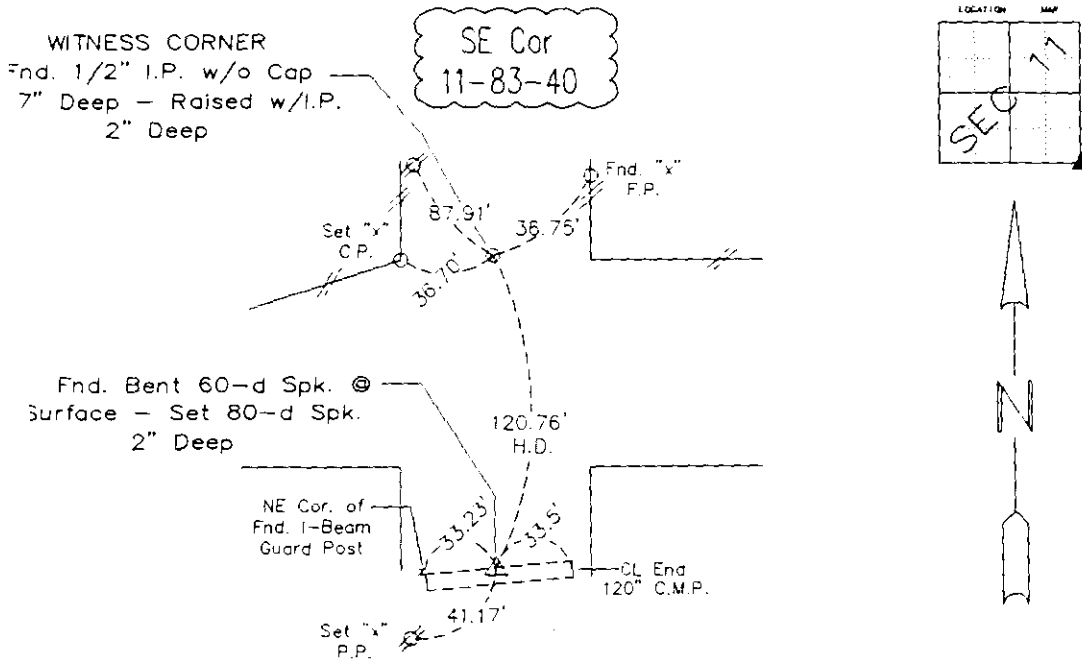 LOCATION MAP
SEC 11
SE Cor
11-83-40
WITNESS CORNER
Fnd. 1/2" I.P. w/o Cap
7" Deep - Raised w/I.P.
2" Deep
Fnd. "x"
F.P.
87.91'
36.75'
Set "x"
C.P.
36.70'
Fnd. Bent 60-d Spk. @
Surface - Set 80-d Spk.
2" Deep
120.76'
H.D.
N
NE Cor. of
Fnd. I-Beam
Guard Post
33.23'
33.5'
CL End
120" C.M.P.
41.17'
Set "x"
P.P.